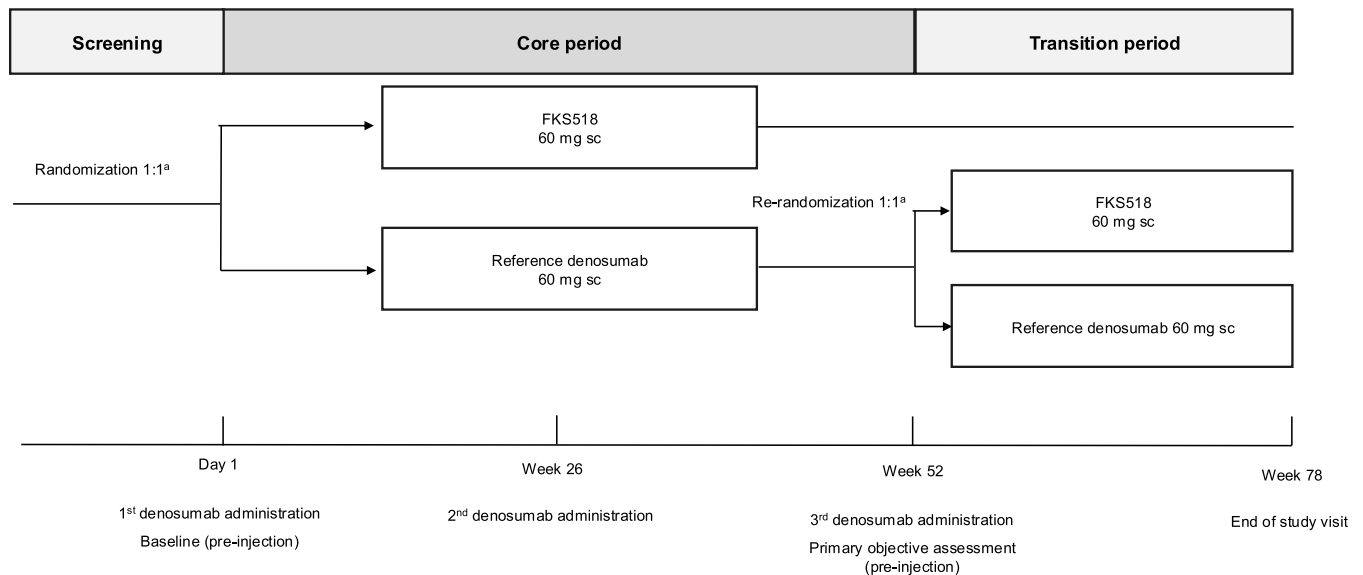 Screening
Core period
Transition period
FKS518
60 mg sc
Randomization 1:1ᵃ
Re-randomization 1:1ᵃ
FKS518
60 mg sc
Reference denosumab
60 mg sc
Reference denosumab 60 mg sc
Day 1
Week 26
Week 52
Week 78
1ˢᵗ denosumab administration
Baseline (pre-injection)
2ⁿᵈ denosumab administration
3ʳᵈ denosumab administration
Primary objective assessment
(pre-injection)
End of study visit